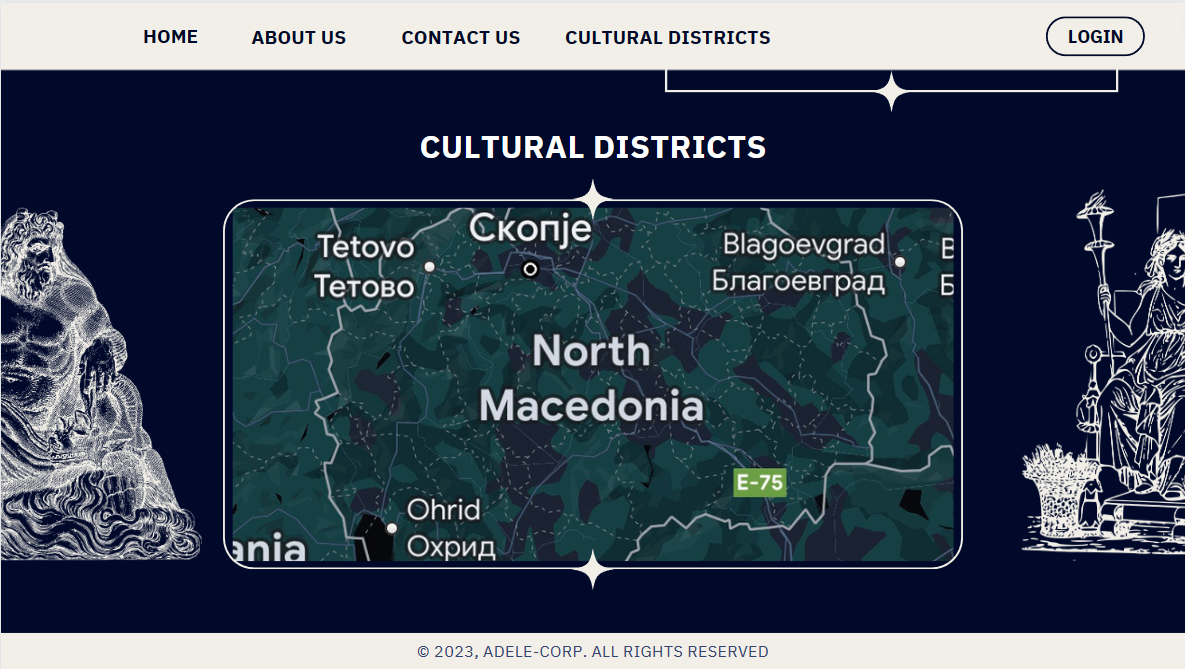 HOME ABOUT US CONTACT US CULTURAL DISTRICTS LOGIN
CULTURAL DISTRICTS
Скопје
Tetovo
Тетово
Blagoevgrad
Благоевград
North
Macedonia
E-75
Ohrid
Охрид
© 2023, ADELE-CORP. ALL RIGHTS RESERVED